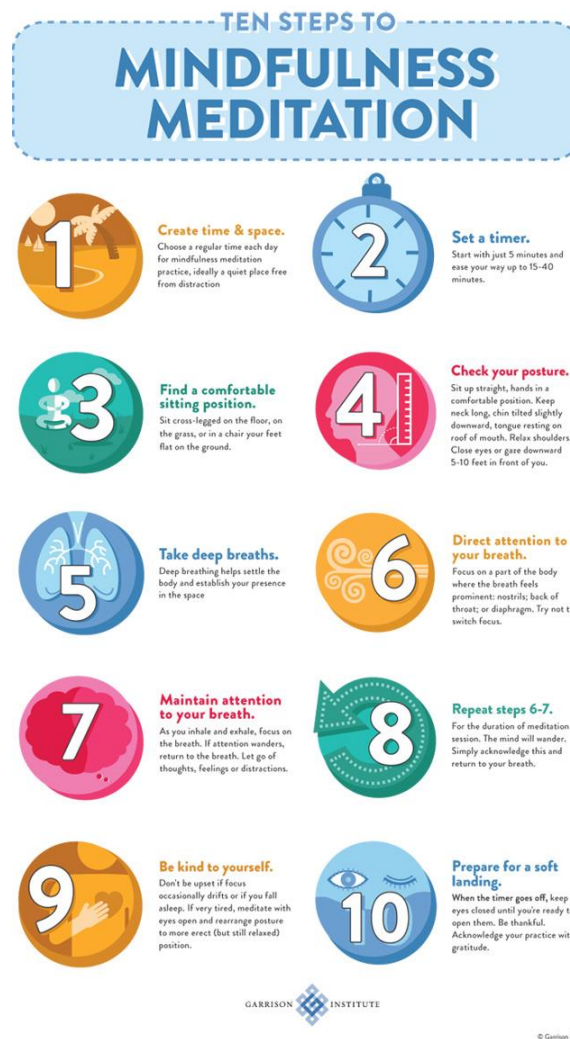 TEN STEPS TO
MINDFULNESS
MEDITATION
1
Create time & space.
Choose a regular time each day
for mindfulness meditation
practice, ideally a quiet place free
from distraction
2
Set a timer.
Start with just 5 minutes and
ease your way up to 15-40
minutes.
3
Find a comfortable
sitting position.
Sit cross-legged on the floor, on
the grass, or in a chair your feet
flat on the ground.
4
Check your posture.
Sit up straight, hands in a
comfortable position. Keep
neck long, chin tilted slightly
downward, tongue resting on
roof of mouth. Relax shoulders
Close eyes or gaze downward
5-10 feet in front of you.
5
Take deep breaths.
Deep breathing helps settle the
body and establish your presence
in the space
6
Direct attention to
your breath.
Focus on a part of the body
where the breath feels
prominent: nostrils; back of
throat; or diaphragm. Try not t
switch focus.
7
Maintain attention
to your breath.
As you inhale and exhale, focus on
the breath. If attention wanders,
return to the breath. Let go of
thoughts, feelings or distractions.
8
Repeat steps 6-7.
For the duration of meditation
session. The mind will wander.
Simply acknowledge this and
return to your breath.
9
Be kind to yourself.
Don't be upset if focus
occasionally drifts or if you fall
asleep. If very tired, meditate with
eyes open and rearrange posture
to more erect (but still relaxed)
position.
10
Prepare for a soft
landing.
When the timer goes off, keep
eyes closed until you're ready t
open them. Be thankful.
Acknowledge your practice wit
gratitude.
GARRISON INSTITUTE
© Garrison